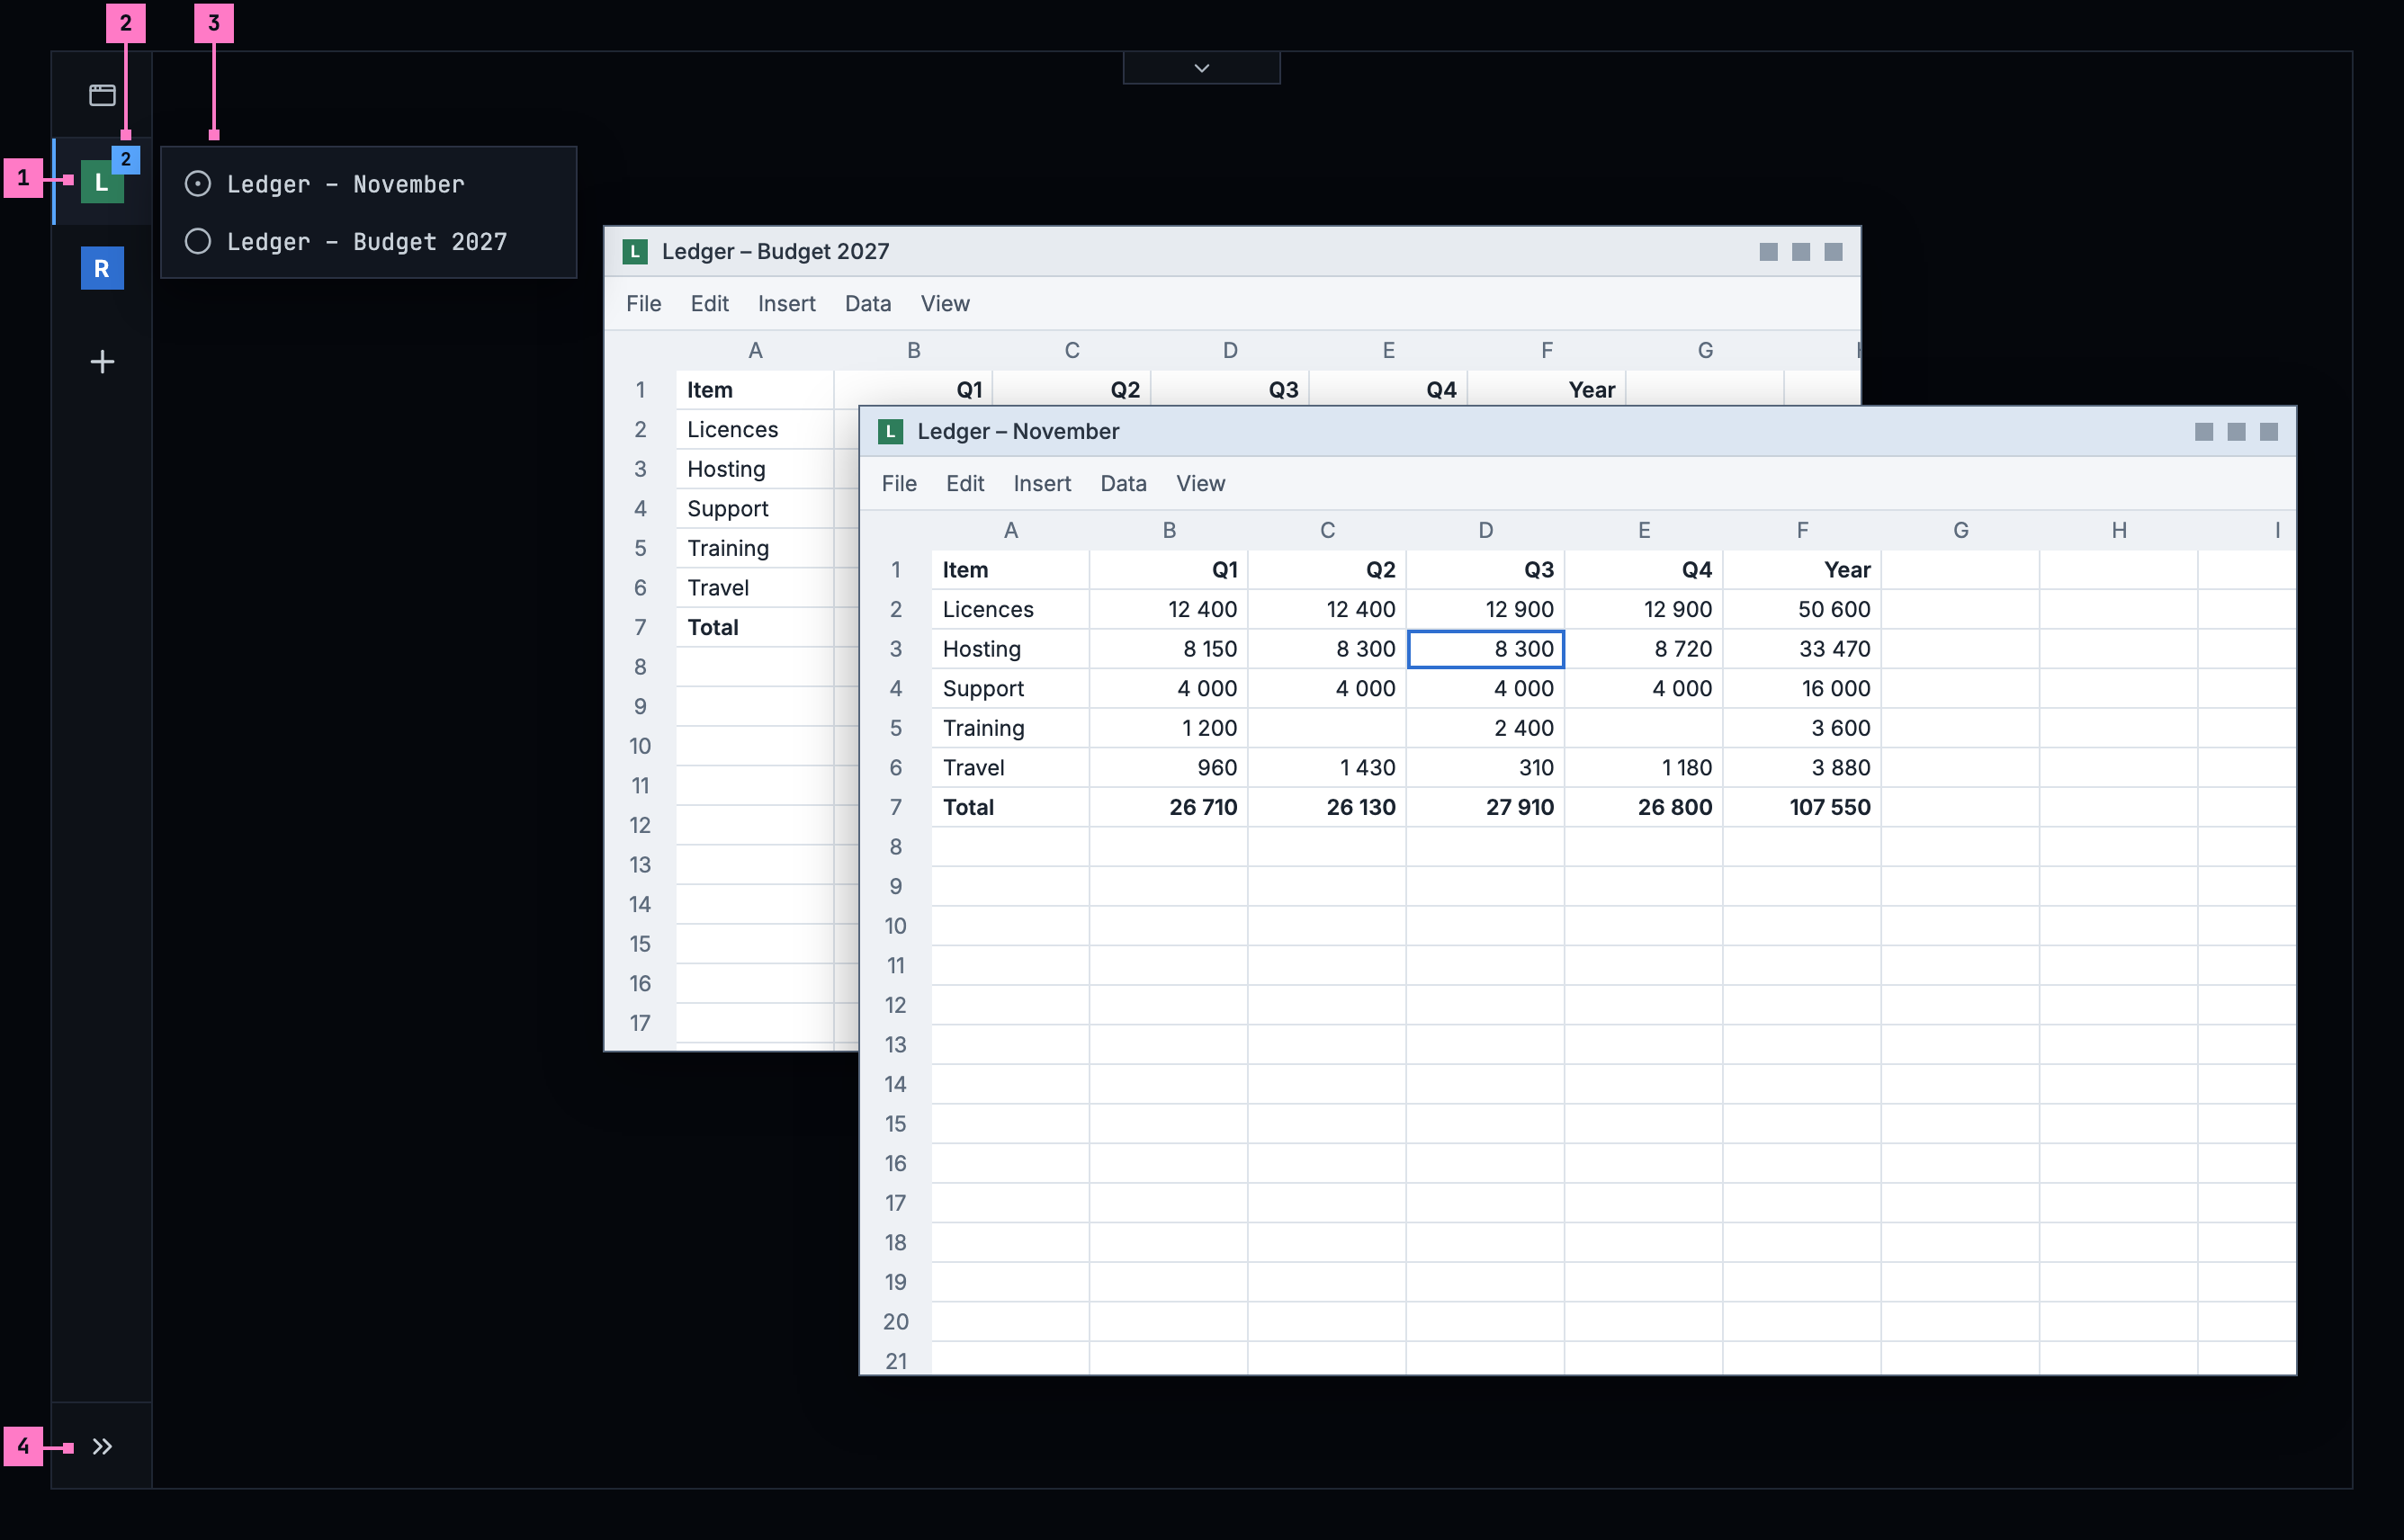 2 3
1 L 2
Ledger – November
Ledger – Budget 2027
R
L Ledger – Budget 2027
File Edit Insert Data View
A B C D E F G
1 Item Q1 Q2 Q3 Q4 Year
2 Licences
3 Hosting
4 Support
5 Training
6 Travel
7 Total
8
9
10
11
12
13
14
15
16
17
L Ledger – November
File Edit Insert Data View
A B C D E F G H I
1 Item Q1 Q2 Q3 Q4 Year
2 Licences 12 400 12 400 12 900 12 900 50 600
3 Hosting 8 150 8 300 8 300 8 720 33 470
4 Support 4 000 4 000 4 000 4 000 16 000
5 Training 1 200 2 400 3 600
6 Travel 960 1 430 310 1 180 3 880
7 Total 26 710 26 130 27 910 26 800 107 550
8
9
10
11
12
13
14
15
16
17
18
19
20
21
4